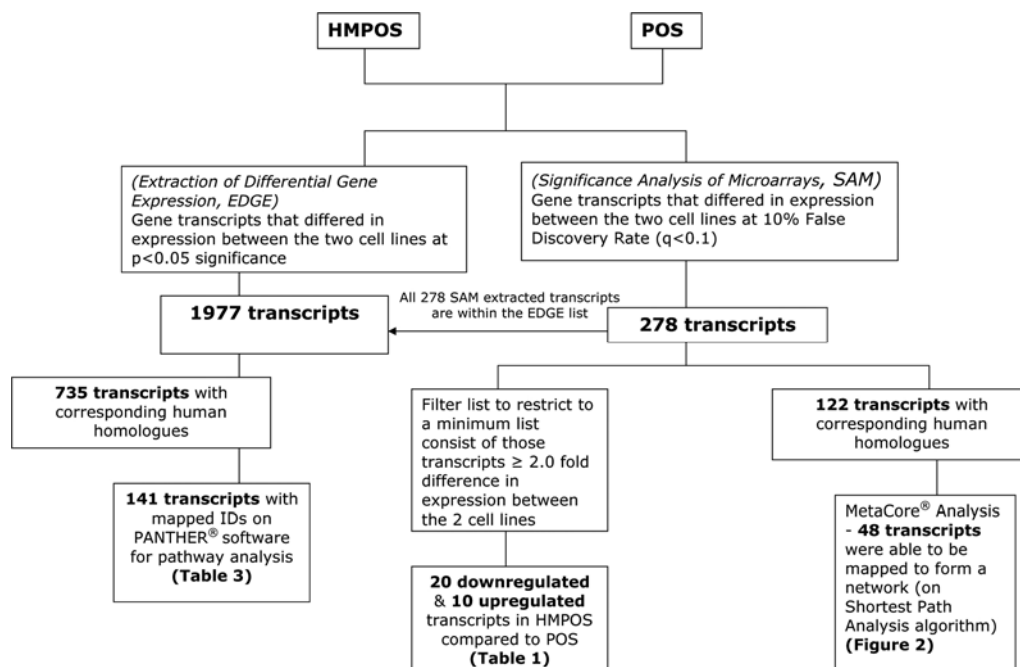 HMPOS
POS
(Extraction of Differential Gene
Expression, EDGE)
Gene transcripts that differed in
expression between the two cell lines at
p<0.05 significance
(Significance Analysis of Microarrays, SAM)
Gene transcripts that differed in expression
between the two cell lines at 10% False
Discovery Rate (q<0.1)
1977 transcripts
All 278 SAM extracted transcripts
are within the EDGE list
278 transcripts
735 transcripts with
corresponding human
homologues
Filter list to restrict to
a minimum list
consist of those
transcripts ≥ 2.0 fold
difference in
expression between
the 2 cell lines
122 transcripts with
corresponding human
homologues
141 transcripts with
mapped IDs on
PANTHER® software
for pathway analysis
(Table 3)
20 downregulated
& 10 upregulated
transcripts in HMPOS
compared to POS
(Table 1)
MetaCore® Analysis
- 48 transcripts
were able to be
mapped to form a
network (on
Shortest Path
Analysis algorithm)
(Figure 2)